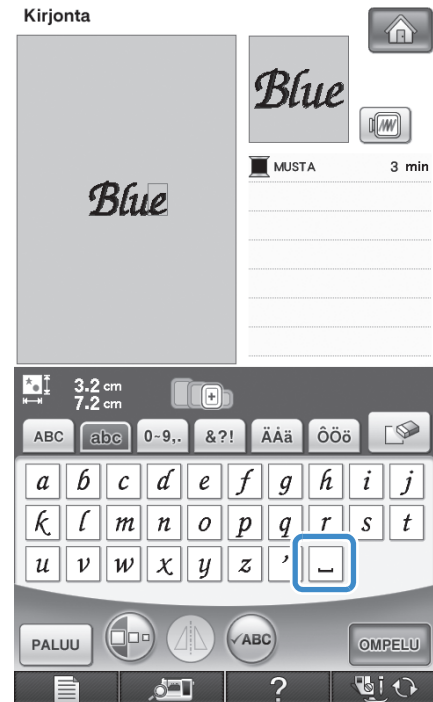 Kirjonta
Blue
MUSTA 3 min
Blue
3.2 cm
7.2 cm
ABC abc 0~9,. &?! ÄÅä ÔÖö
a b c d e f g h i j
k l m n o p q r s t
u v w x y z ’ ⎵
PALUU ABC OMPELU
?